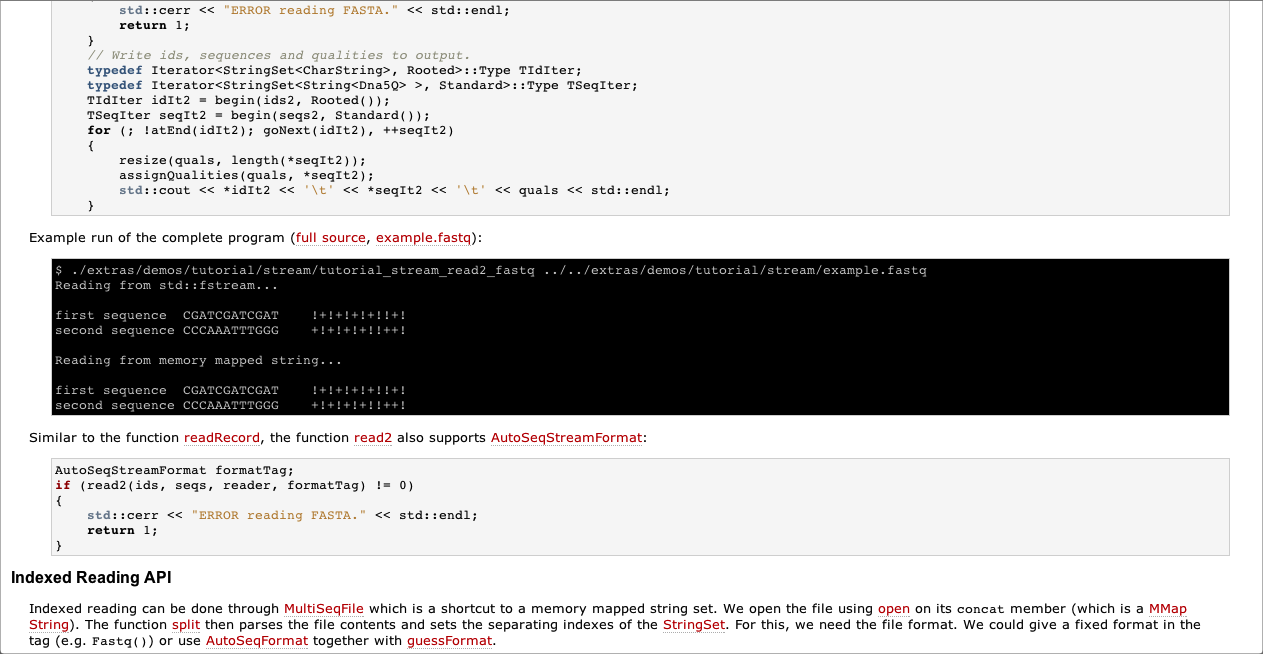 std::cerr << "ERROR reading FASTA." << std::endl;
        return 1;
    }
    // Write ids, sequences and qualities to output.
    typedef Iterator<StringSet<CharString>, Rooted>::Type TIdIter;
    typedef Iterator<StringSet<String<Dna5Q> >, Standard>::Type TSeqIter;
    TIdIter idIt2 = begin(ids2, Rooted());
    TSeqIter seqIt2 = begin(seqs2, Standard());
    for (; !atEnd(idIt2); goNext(idIt2), ++seqIt2)
    {
        resize(quals, length(*seqIt2));
        assignQualities(quals, *seqIt2);
        std::cout << *idIt2 << '\t' << *seqIt2 << '\t' << quals << std::endl;
    }
Example run of the complete program (full source, example.fastq):
$ ./extras/demos/tutorial/stream/tutorial_stream_read2_fastq ../../extras/demos/tutorial/stream/example.fastq
Reading from std::fstream...
first sequence  CGATCGATCGAT    !+!+!+!+!!+!
second sequence CCCAAATTTGGG    +!+!+!+!!++!
Reading from memory mapped string...
first sequence  CGATCGATCGAT    !+!+!+!+!!+!
second sequence CCCAAATTTGGG    +!+!+!+!!++!
Similar to the function readRecord, the function read2 also supports AutoSeqStreamFormat:
AutoSeqStreamFormat formatTag;
if (read2(ids, seqs, reader, formatTag) != 0)
{
    std::cerr << "ERROR reading FASTA." << std::endl;
    return 1;
}
Indexed Reading API
Indexed reading can be done through MultiSeqFile which is a shortcut to a memory mapped string set. We open the file using open on its concat member (which is a MMap
String). The function split then parses the file contents and sets the separating indexes of the StringSet. For this, we need the file format. We could give a fixed format in the
tag (e.g. Fastq()) or use AutoSeqFormat together with guessFormat.